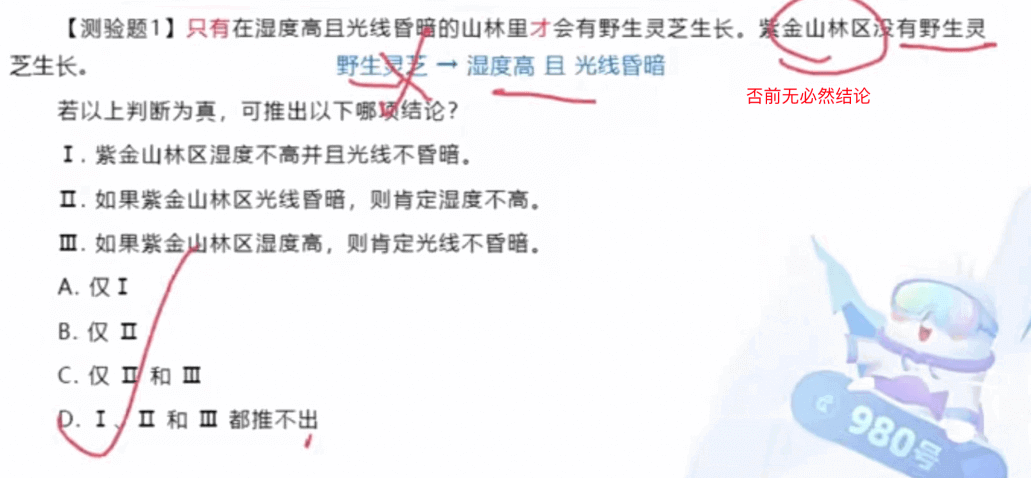 【测验题1】只有在湿度高且光线昏暗的山林里才会有野生灵芝生长。紫金山林区没有野生灵
芝生长。
野生灵芝 → 湿度高 且 光线昏暗
否前无必然结论
若以上判断为真，可推出以下哪项结论？
Ⅰ. 紫金山林区湿度不高并且光线不昏暗。
Ⅱ. 如果紫金山林区光线昏暗，则肯定湿度不高。
Ⅲ. 如果紫金山林区湿度高，则肯定光线不昏暗。
A. 仅 Ⅰ
B. 仅 Ⅱ
C. 仅 Ⅱ 和 Ⅲ
D. Ⅰ、Ⅱ 和 Ⅲ 都推不出
980号